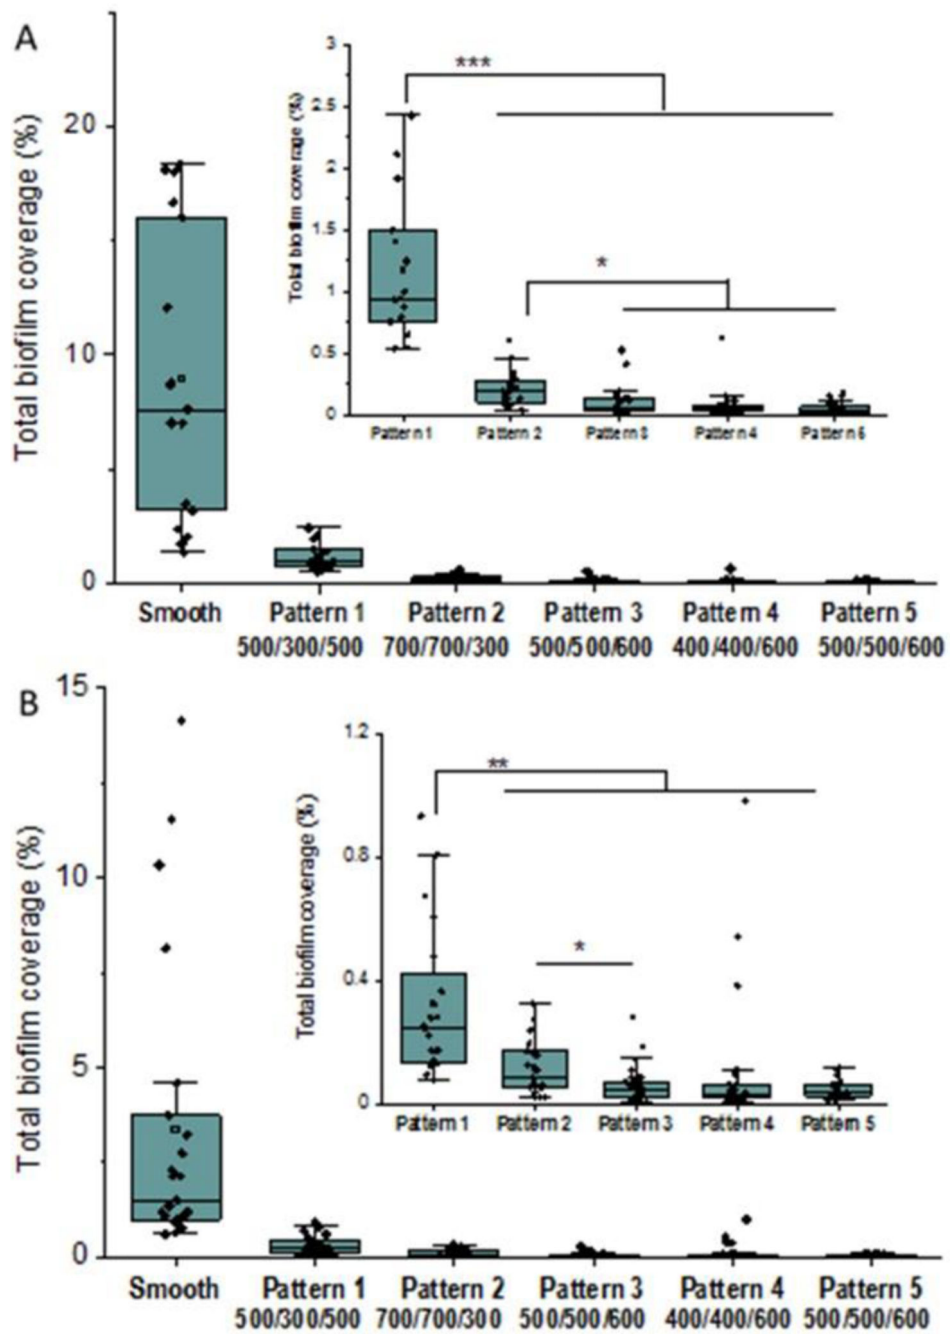 A
Total biofilm coverage (%)
20
10
0
Total biofilm coverage (%)
3
2.5
2
1.5
1
0.5
0
***
*
Pattern 1 Pattern 2 Pattern 3 Pattern 4 Pattern 5
Smooth Pattern 1 Pattern 2 Pattern 3 Pattern 4 Pattern 5
500/300/500 700/700/300 500/500/600 400/400/600 500/500/600
B
Total biofilm coverage (%)
15
10
5
0
Total biofilm coverage (%)
1.2
0.8
0.4
0
**
*
Pattern 1 Pattern 2 Pattern 3 Pattern 4 Pattern 5
Smooth Pattern 1 Pattern 2 Pattern 3 Pattern 4 Pattern 5
500/300/500 700/700/300 500/500/600 400/400/600 500/500/600